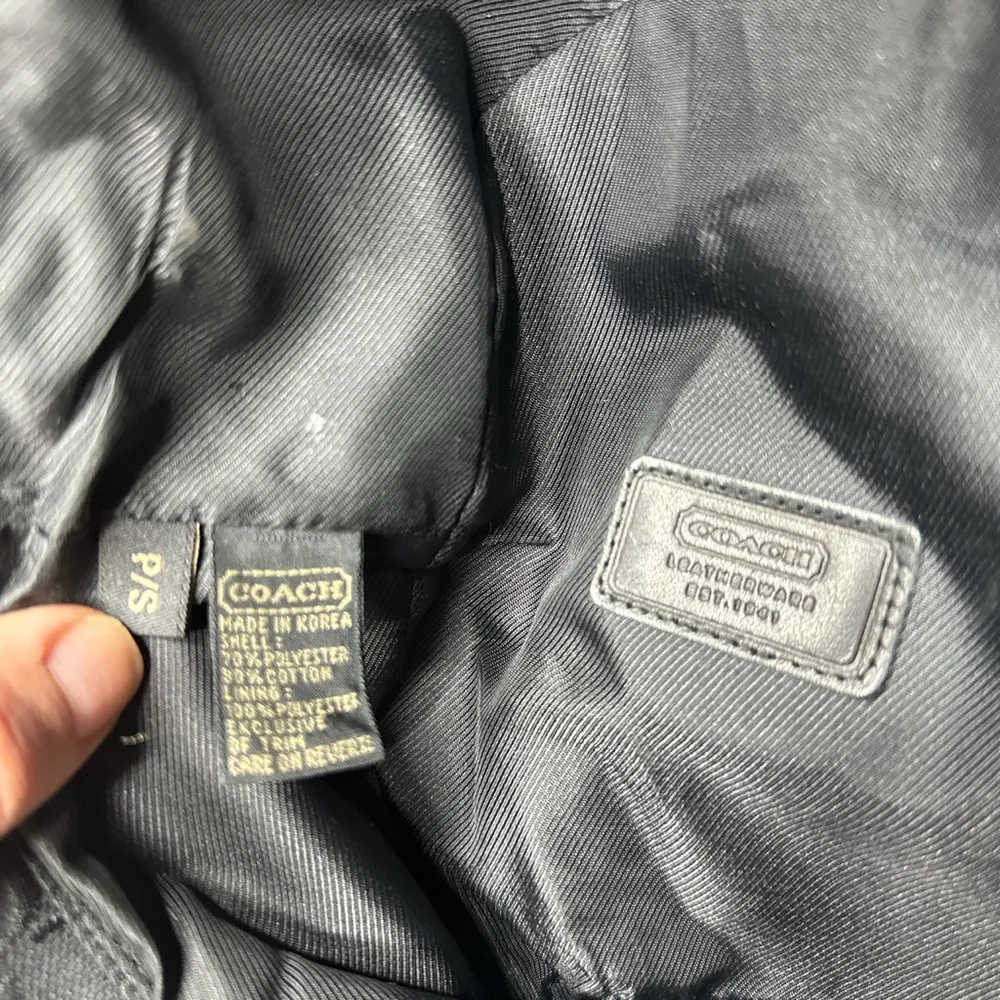 P/S
COACH
MADE IN KOREA
SHELL :
70%POLYESTER
30%COTTON
LINING :
100%POLYESTER
EXCLUSIVE
OF TRIM
CARE ON REVERSE
COACH
LEATHERWARE
EST.1941